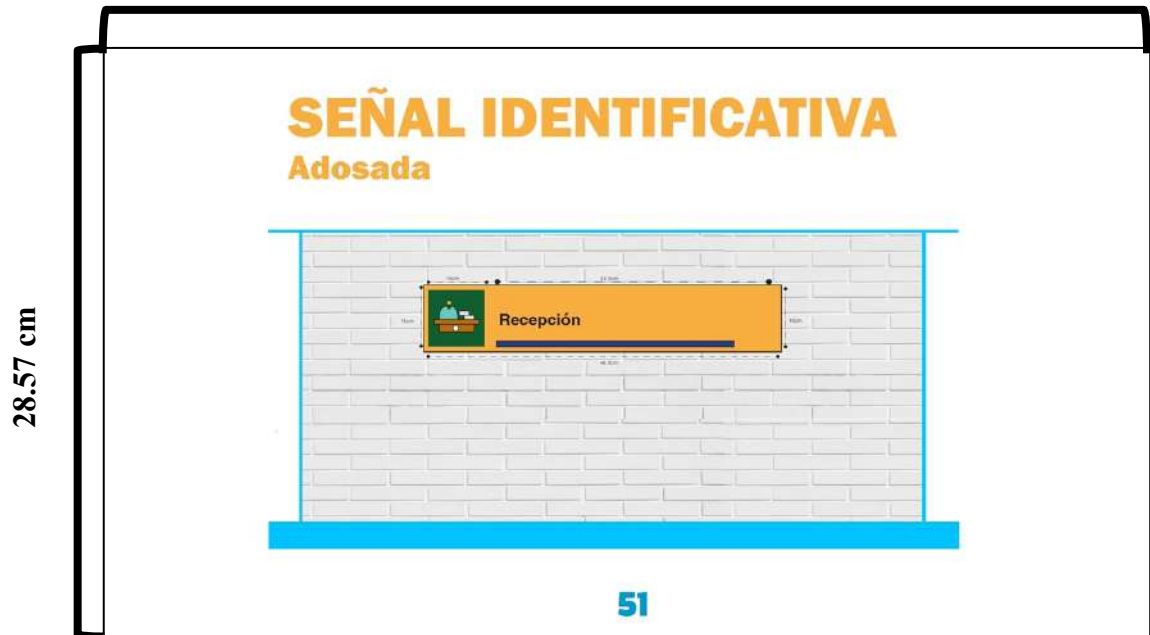 SEÑAL IDENTIFICATIVA
Adosada
Recepción
28.57 cm
51